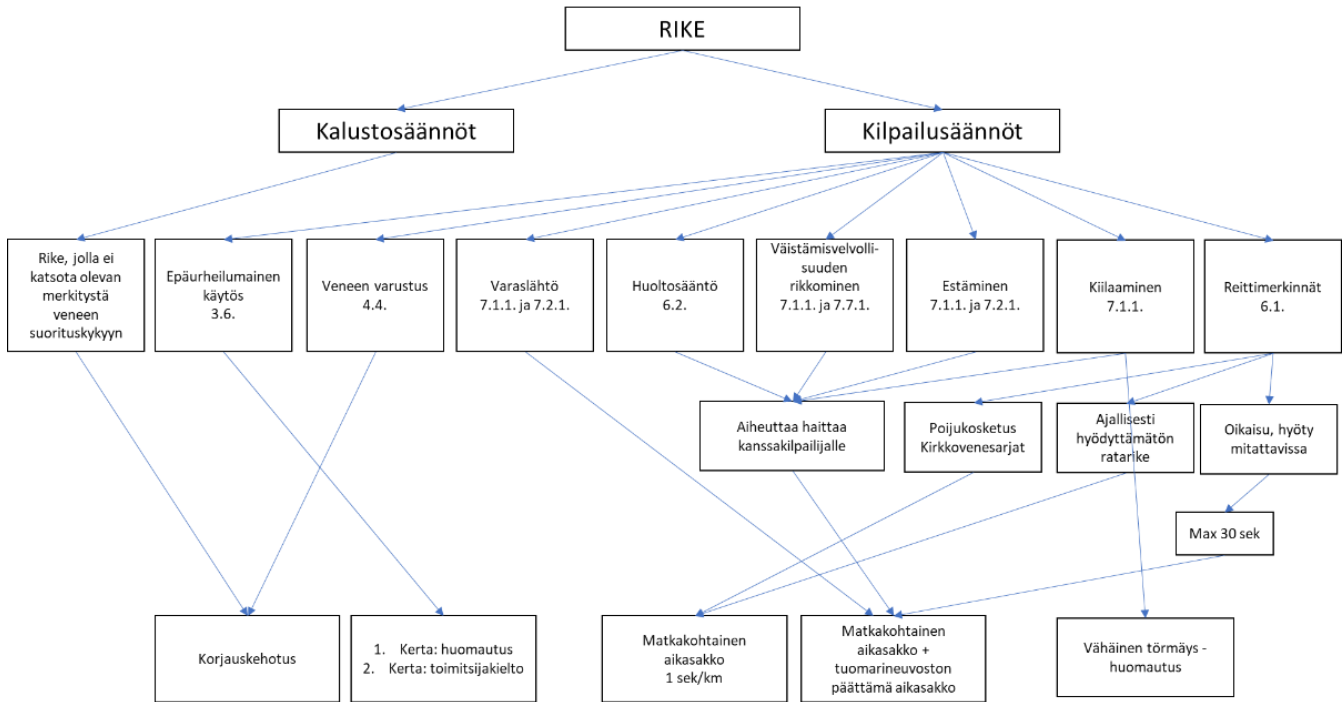 RIKE
Kalustosäännöt
Kilpailusäännöt
Rike, jolla ei
katsota olevan
merkitystä
veneen
suorituskykyyn
Epäurheilumainen
käytös
3.6.
Veneen varustus
4.4.
Varaslähtö
7.1.1. ja 7.2.1.
Huoltosääntö
6.2.
Väistämisvelvolli-
suuden
rikkominen
7.1.1. ja 7.7.1.
Estäminen
7.1.1. ja 7.2.1.
Kiilaaminen
7.1.1.
Reittimerkinnät
6.1.
Aiheuttaa haittaa
kanssakilpailijalle
Poijukosketus
Kirkkovenesarjat
Ajallisesti
hyödyttämätön
ratarike
Oikaisu, hyöty
mitattavissa
Max 30 sek
Korjauskehotus
1. Kerta: huomautus
2. Kerta: toimitsijakielto
Matkakohtainen
aikasakko
1 sek/km
Matkakohtainen
aikasakko +
tuomarineuvoston
päättämä aikasakko
Vähäinen törmäys -
huomautus